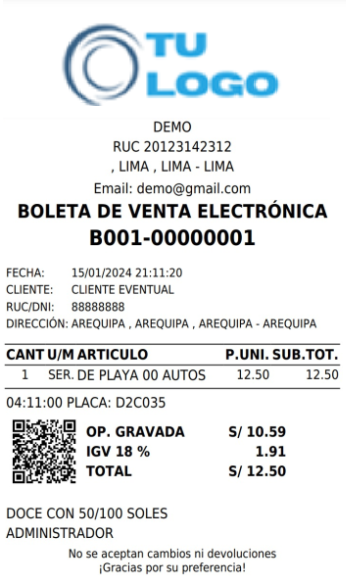 TU
LOGO
DEMO
RUC 20123142312
, LIMA , LIMA - LIMA
Email: demo@gmail.com
BOLETA DE VENTA ELECTRÓNICA
B001-00000001
FECHA: 15/01/2024 21:11:20
CLIENTE: CLIENTE EVENTUAL
RUC/DNI: 88888888
DIRECCIÓN: AREQUIPA , AREQUIPA , AREQUIPA - AREQUIPA
CANT U/M ARTICULO P.UNI. SUB.TOT.
1 SER. DE PLAYA 00 AUTOS 12.50 12.50
04:11:00 PLACA: D2C035
OP. GRAVADA S/ 10.59
IGV 18 % 1.91
TOTAL S/ 12.50
DOCE CON 50/100 SOLES
ADMINISTRADOR
No se aceptan cambios ni devoluciones
¡Gracias por su preferencia!